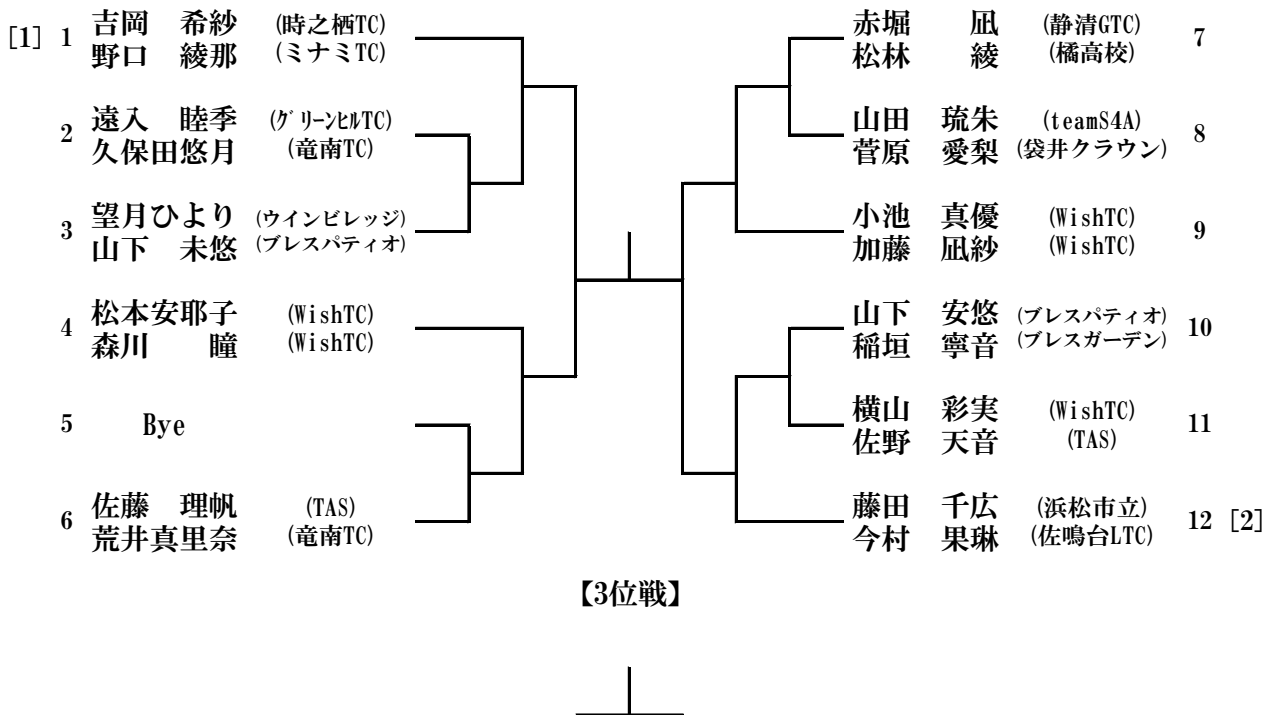 [1] 1 吉岡　希紗 (時之栖TC)
野口　綾那 (ミナミTC)
2 遠入　睦季 (グリーンヒルTC)
久保田悠月 (竜南TC)
3 望月ひより (ウインビレッジ)
山下　未悠 (ブレスパティオ)
4 松本安耶子 (WishTC)
森川　　瞳 (WishTC)
5 Bye
6 佐藤　理帆 (TAS)
荒井真里奈 (竜南TC)
赤堀　　凪 (静清GTC) 7
松林　　綾 (橘高校)
山田　琉朱 (teamS4A) 8
菅原　愛梨 (袋井クラウン)
小池　真優 (WishTC) 9
加藤　凪紗 (WishTC)
山下　安悠 (ブレスパティオ) 10
稲垣　寧音 (ブレスガーデン)
横山　彩実 (WishTC) 11
佐野　天音 (TAS)
藤田　千広 (浜松市立) 12 [2]
今村　果琳 (佐鳴台LTC)
【3位戦】